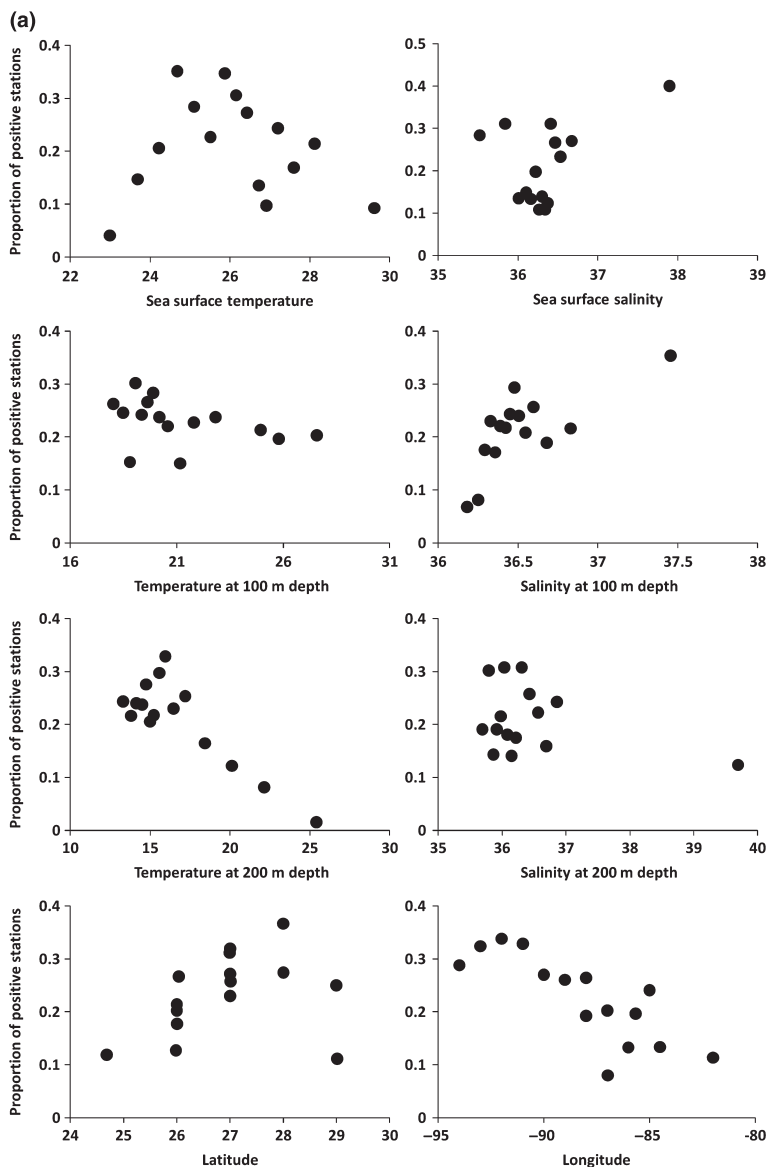 (a)
Proportion of positive stations
0.4
0.3
0.2
0.1
0
22 24 26 28 30
Sea surface temperature
0.5
0.4
0.3
0.2
0.1
0
35 36 37 38 39
Sea surface salinity
Proportion of positive stations
0.4
0.3
0.2
0.1
0
16 21 26 31
Temperature at 100 m depth
0.4
0.3
0.2
0.1
0
36 36.5 37 37.5 38
Salinity at 100 m depth
Proportion of positive stations
0.4
0.3
0.2
0.1
0
10 15 20 25 30
Temperature at 200 m depth
0.4
0.3
0.2
0.1
0
35 36 37 38 39 40
Salinity at 200 m depth
Proportion of positive stations
0.4
0.3
0.2
0.1
0
24 25 26 27 28 29 30
Latitude
0.4
0.3
0.2
0.1
0
–95 –90 –85 -80
Longitude